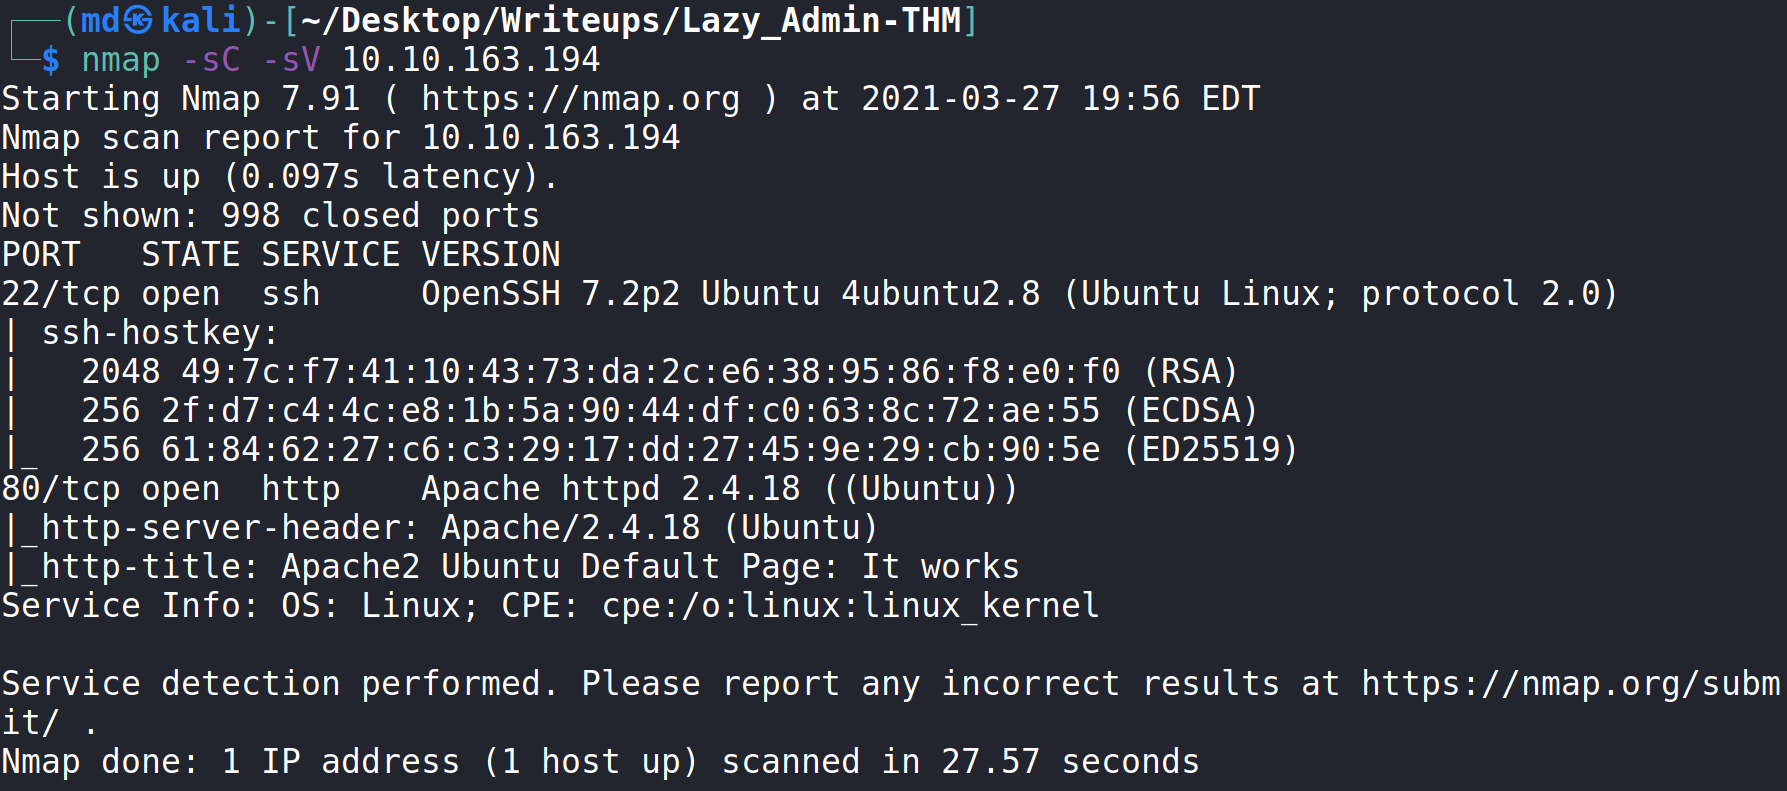 ┌──(md㉿kali)-[~/Desktop/Writeups/Lazy_Admin-THM]
└─$ nmap -sC -sV 10.10.163.194
Starting Nmap 7.91 ( https://nmap.org ) at 2021-03-27 19:56 EDT
Nmap scan report for 10.10.163.194
Host is up (0.097s latency).
Not shown: 998 closed ports
PORT   STATE SERVICE VERSION
22/tcp open  ssh     OpenSSH 7.2p2 Ubuntu 4ubuntu2.8 (Ubuntu Linux; protocol 2.0)
| ssh-hostkey:
|   2048 49:7c:f7:41:10:43:73:da:2c:e6:38:95:86:f8:e0:f0 (RSA)
|   256 2f:d7:c4:4c:e8:1b:5a:90:44:df:c0:63:8c:72:ae:55 (ECDSA)
|_  256 61:84:62:27:c6:c3:29:17:dd:27:45:9e:29:cb:90:5e (ED25519)
80/tcp open  http    Apache httpd 2.4.18 ((Ubuntu))
|_http-server-header: Apache/2.4.18 (Ubuntu)
|_http-title: Apache2 Ubuntu Default Page: It works
Service Info: OS: Linux; CPE: cpe:/o:linux:linux_kernel

Service detection performed. Please report any incorrect results at https://nmap.org/subm
it/ .
Nmap done: 1 IP address (1 host up) scanned in 27.57 seconds